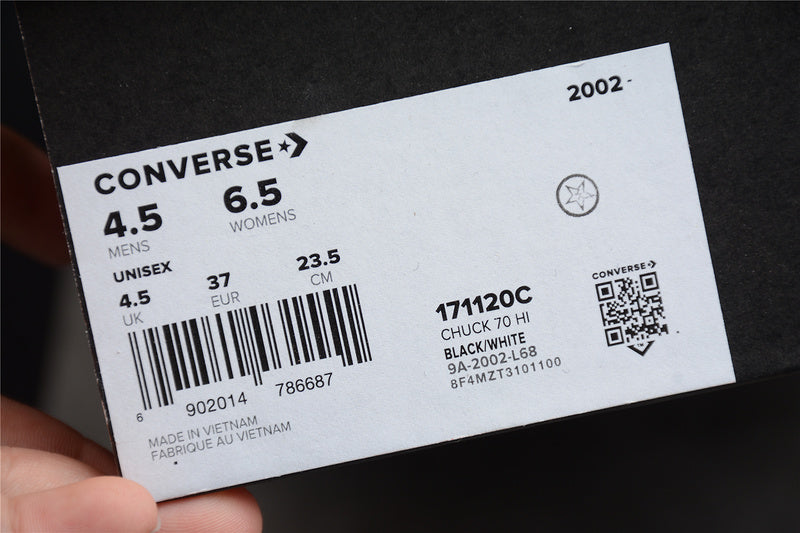 2002 -
CONVERSE
4.5 6.5
MENS WOMENS
UNISEX
4.5 37 23.5
UK EUR CM
6 902014 786687
MADE IN VIETNAM
FABRIQUE AU VIETNAM
CONVERSE
171120C
CHUCK 70 HI
BLACK/WHITE
9A-2002-L68
8F4MZT3101100